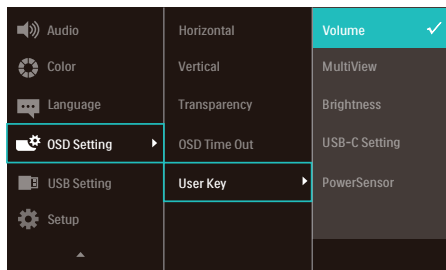 Audio
Color
Language
OSD Setting
USB Setting
Setup
Horizontal
Vertical
Transparency
OSD Time Out
User Key
Volume
MultiView
Brightness
USB-C Setting
PowerSensor